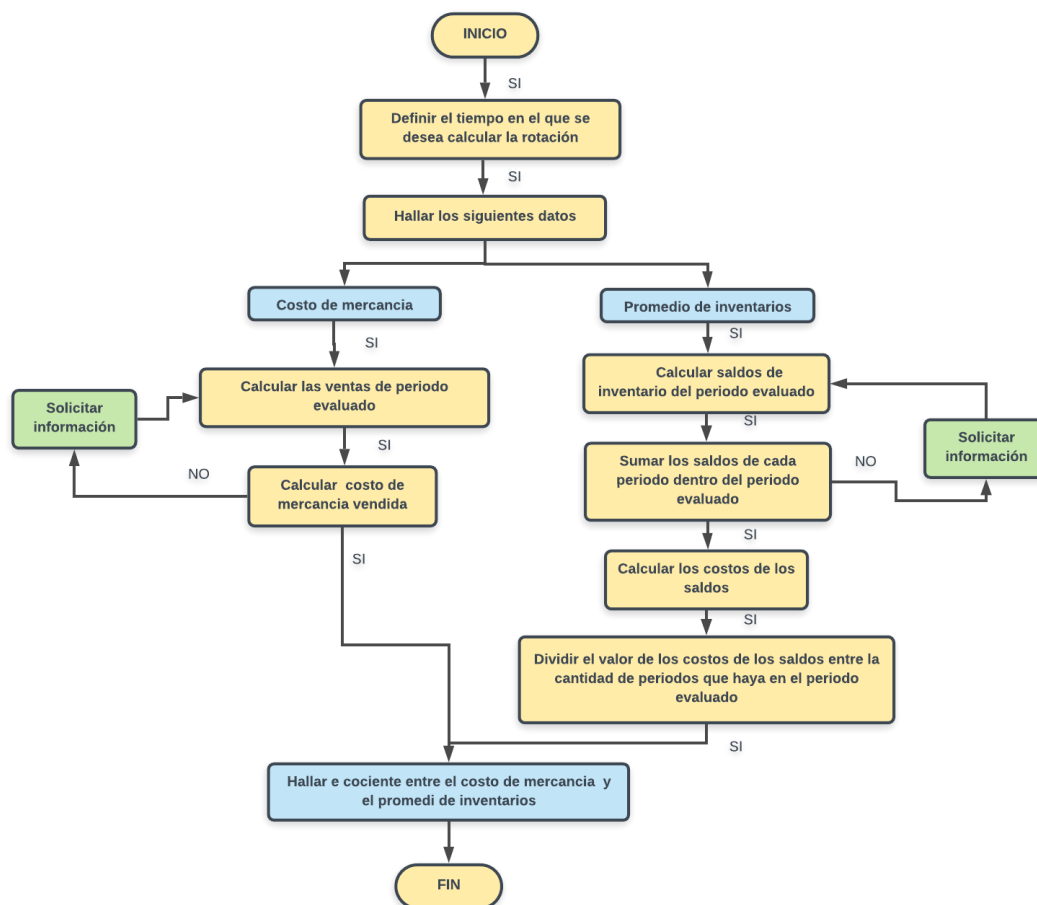 INICIO
SI
Definir el tiempo en el que se
desea calcular la rotación
SI
Hallar los siguientes datos
Costo de mercancia
Promedio de inventarios
SI
SI
Calcular las ventas de periodo
evaluado
Calcular saldos de
inventario del periodo evaluado
Solicitar
información
SI
SI
Solicitar
información
NO
Calcular costo de
mercancia vendida
Sumar los saldos de cada
periodo dentro del periodo
evaluado
NO
SI
SI
Calcular los costos de los
saldos
SI
Dividir el valor de los costos de los saldos entre la
cantidad de periodos que haya en el periodo
evaluado
SI
Hallar e cociente entre el costo de mercancia y
el promedi de inventarios
FIN